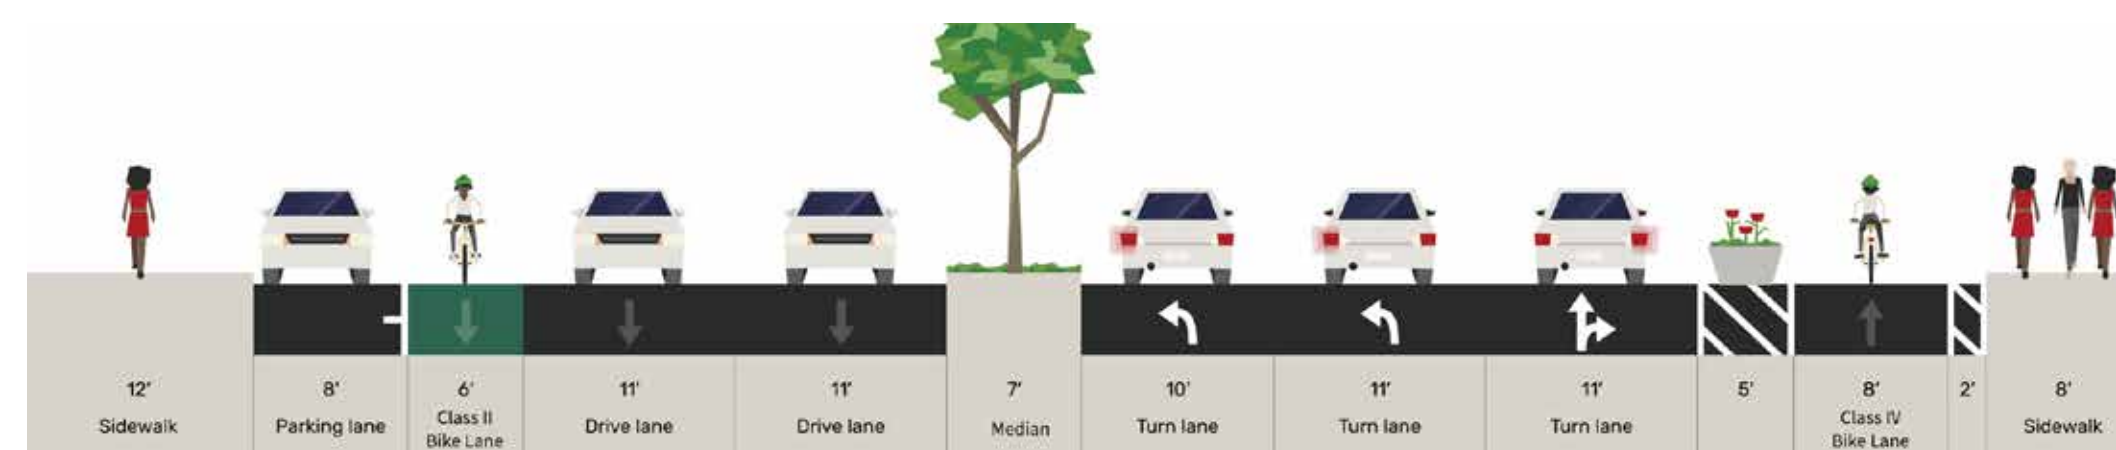 12'
Sidewalk
8'
Parking lane
6'
Class II
Bike Lane
11'
Drive lane
11'
Drive lane
7'
Median
10'
Turn lane
11'
Turn lane
11'
Turn lane
5'
8'
Class IV
Bike Lane
2'
8'
Sidewalk